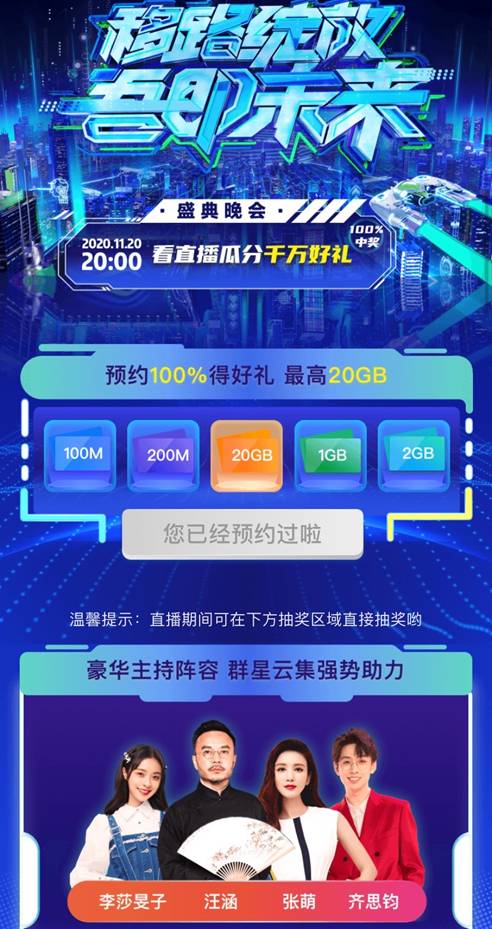 移路绽放
吾即未来
盛典晚会
2020.11.20
20:00
看直播瓜分千万好礼
100%
中奖
预约100%得好礼 最高20GB
100M
200M
20GB
1GB
2GB
您已经预约过啦
温馨提示：直播期间可在下方抽奖区域直接抽奖哟
豪华主持阵容 群星云集强势助力
李莎旻子 汪涵 张萌 齐思钧